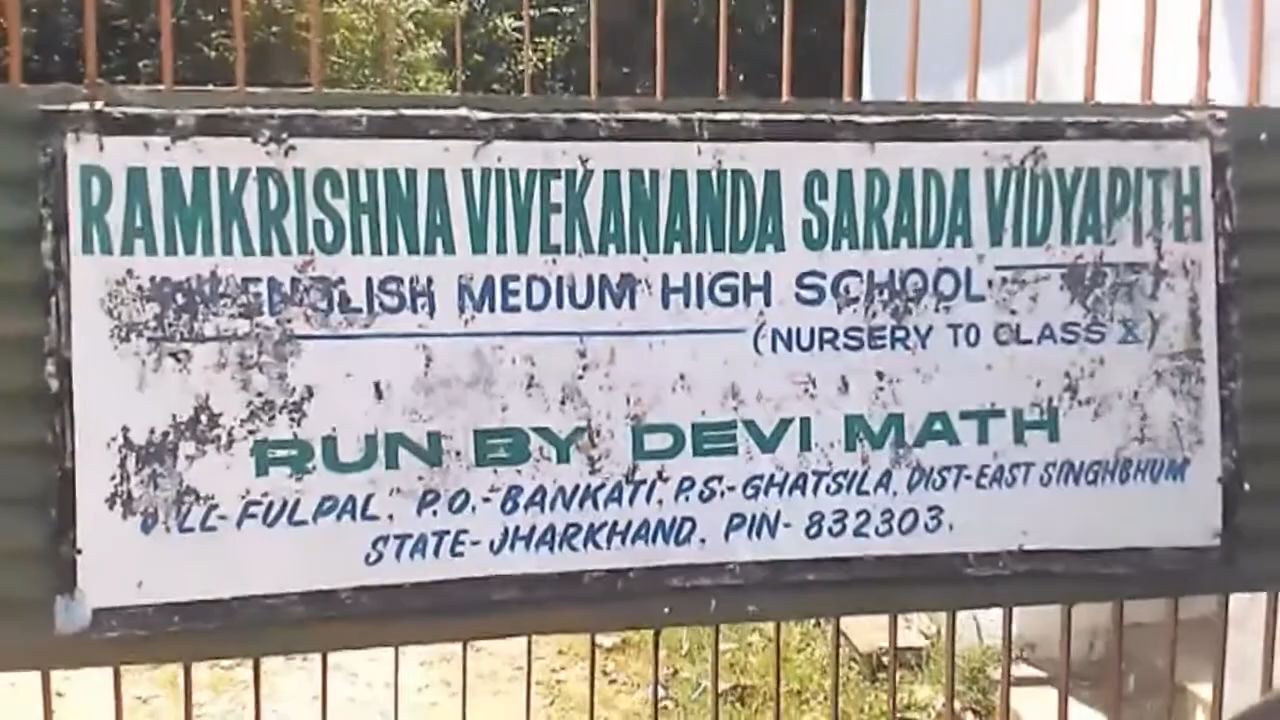 RAMKRISHNA VIVEKANANDA SARADA VIDYAPITH
ENGLISH MEDIUM HIGH SCHOOL
(NURSERY TO CLASS X)
RUN BY DEVI MATH
VILL-FULPAL, P.O.-BANKATI, P.S.-GHATSILA, DIST-EAST SINGHBHUM
STATE-JHARKHAND, PIN-832303.